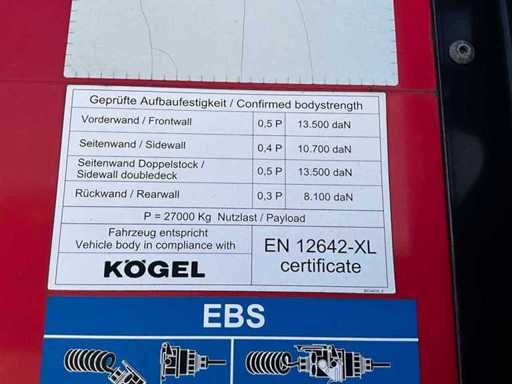 Geprüfte Aufbaufestigkeit / Confirmed bodystrength
Vorderwand / Frontwall 0,5 P 13.500 daN
Seitenwand / Sidewall 0,4 P 10.700 daN
Seitenwand Doppelstock /
Sidewall doubledeck 0,5 P 13.500 daN
Rückwand / Rearwall 0,3 P 8.100 daN
P = 27000 Kg Nutzlast / Payload
Fahrzeug entspricht
Vehicle body in compliance with
KÖGEL
EN 12642-XL
certificate
EBS